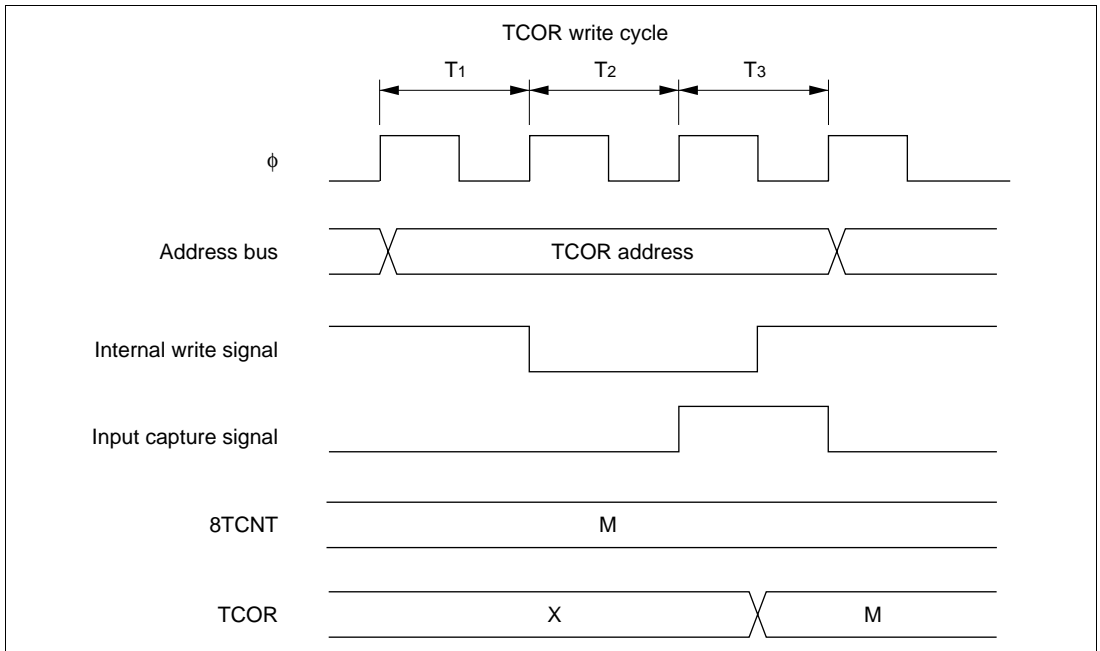 TCOR write cycle
T1 T2 T3
ϕ
Address bus TCOR address
Internal write signal
Input capture signal
8TCNT M
TCOR X M